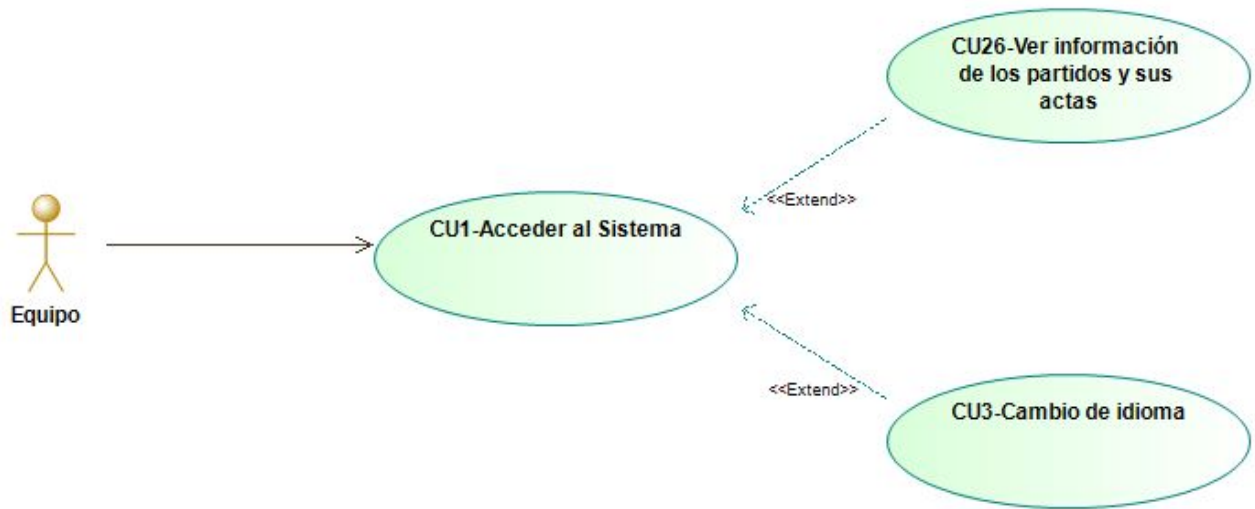 CU26-Ver información
de los partidos y sus
actas
<<Extend>>
CU1-Acceder al Sistema
Equipo
<<Extend>>
CU3-Cambio de idioma